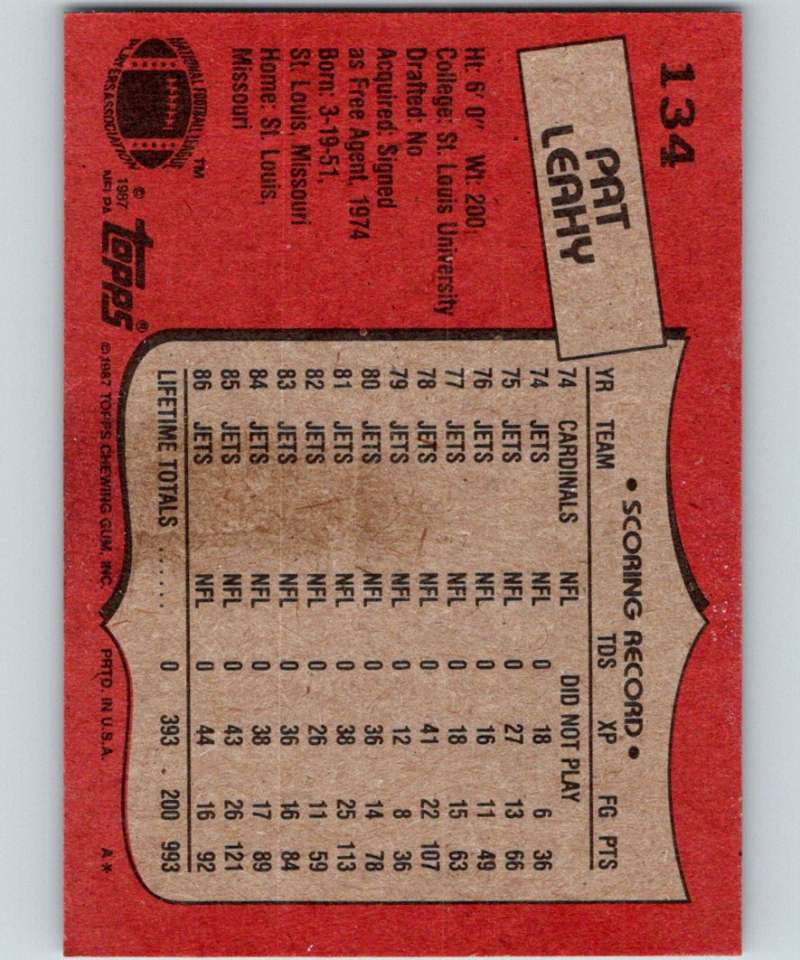 134
PAT
LEAHY
Ht: 6' 0" Wt: 200
College: St. Louis University
Drafted: No
Acquired: Signed
as Free Agent, 1974
Born: 3-19-51,
St. Louis, Missouri
Home: St. Louis,
Missouri
NATIONAL FOOTBALL LEAGUE
PLAYERS ASSOCIATION
TM
© 1987
NFLPA
topps®
• SCORING RECORD •
YR TEAM TDS XP FG PTS
74 CARDINALS NFL DID NOT PLAY
74 JETS NFL 0 18 6 36
75 JETS NFL 0 27 13 66
76 JETS NFL 0 16 11 49
77 JETS NFL 0 18 15 63
78 JETS NFL 0 41 22 107
79 JETS NFL 0 12 8 36
80 JETS NFL 0 36 14 78
81 JETS NFL 0 38 25 113
82 JETS NFL 0 26 11 59
83 JETS NFL 0 36 16 84
84 JETS NFL 0 38 17 89
85 JETS NFL 0 43 26 121
86 JETS NFL 0 44 16 92
LIFETIME TOTALS ....... 0 393 200 993
©1987 TOPPS CHEWING GUM, INC. PRTD. IN U.S.A. A*